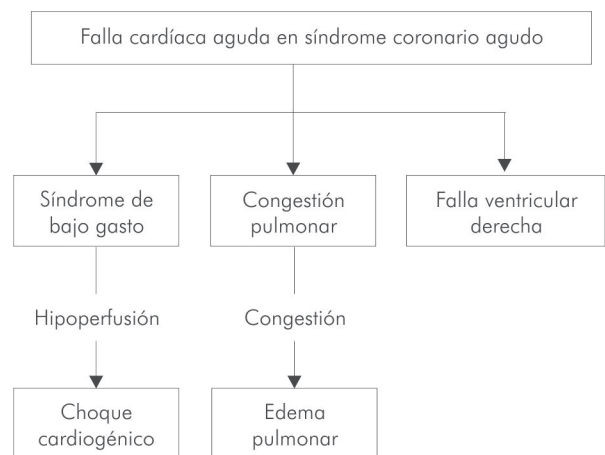 Falla cardíaca aguda en síndrome coronario agudo
Síndrome de
bajo gasto
Congestión
pulmonar
Falla ventricular
derecha
Hipoperfusión
Congestión
Choque
cardiogénico
Edema
pulmonar